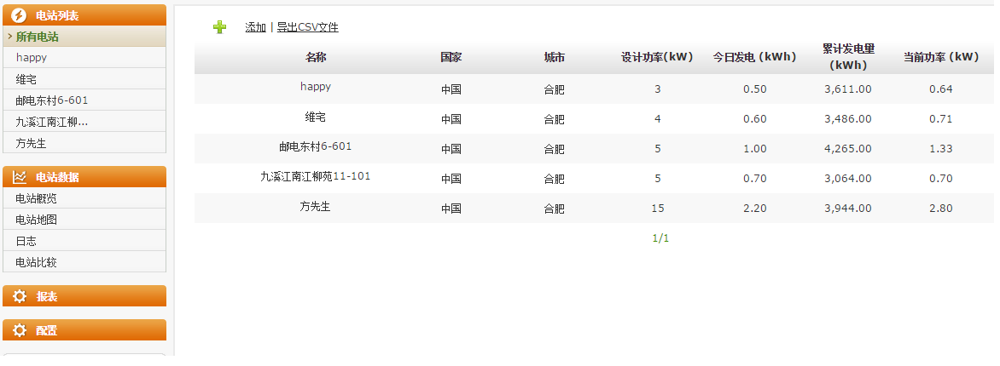 电站列表
所有电站
happy
维宅
邮电东村6-601
九溪江南江柳...
方先生
电站数据
电站概览
电站地图
日志
电站比较
报表
配置
添加 | 导出CSV文件
名称 国家 城市 设计功率(kW) 今日发电 (kWh) 累计发电量 (kWh) 当前功率 (kW)
happy 中国 合肥 3 0.50 3,611.00 0.64
维宅 中国 合肥 4 0.60 3,486.00 0.71
邮电东村6-601 中国 合肥 5 1.00 4,265.00 1.33
九溪江南江柳苑11-101 中国 合肥 5 0.70 3,064.00 0.70
方先生 中国 合肥 15 2.20 3,944.00 2.80
1/1